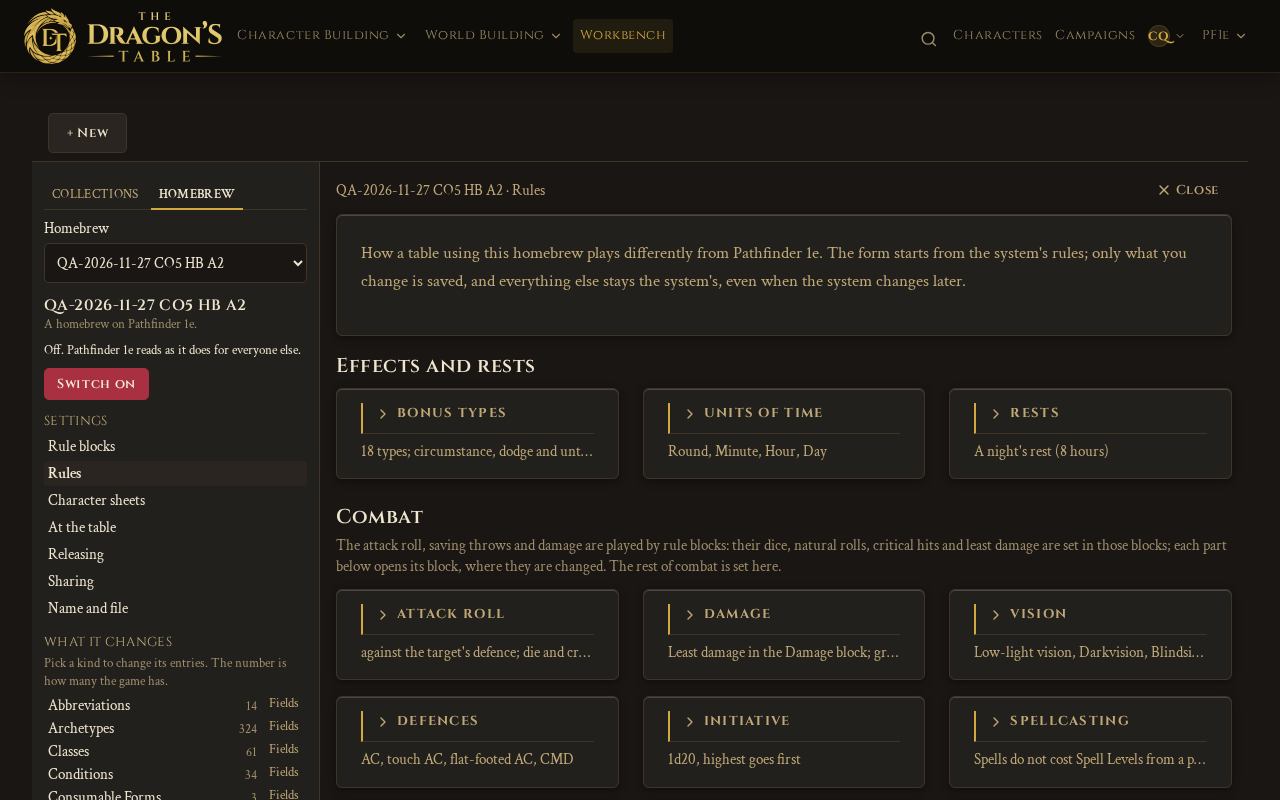 THE
DRAGON'S
TABLE
DT
Character Building
World Building
Workbench
Characters
Campaigns
CQ
PF1e
+ New
COLLECTIONS
HOMEBREW
Homebrew
QA-2026-11-27 CO5 HB A2
QA-2026-11-27 CO5 HB A2
A homebrew on Pathfinder 1e.
Off. Pathfinder 1e reads as it does for everyone else.
Switch on
SETTINGS
Rule blocks
Rules
Character sheets
At the table
Releasing
Sharing
Name and file
WHAT IT CHANGES
Pick a kind to change its entries. The number is
how many the game has.
Abbreviations 14 Fields
Archetypes 324 Fields
Classes 61 Fields
Conditions 34 Fields
Consumable Forms 3 Fields
QA-2026-11-27 CO5 HB A2 · Rules
Close
How a table using this homebrew plays differently from Pathfinder 1e. The form starts from the system's rules; only what you
change is saved, and everything else stays the system's, even when the system changes later.
Effects and rests
BONUS TYPES
18 types; circumstance, dodge and unt...
UNITS OF TIME
Round, Minute, Hour, Day
RESTS
A night's rest (8 hours)
Combat
The attack roll, saving throws and damage are played by rule blocks: their dice, natural rolls, critical hits and least damage are set in those blocks; each part
below opens its block, where they are changed. The rest of combat is set here.
ATTACK ROLL
against the target's defence; die and cr...
DAMAGE
Least damage in the Damage block; gr...
VISION
Low-light vision, Darkvision, Blindsi...
DEFENCES
AC, touch AC, flat-footed AC, CMD
INITIATIVE
1d20, highest goes first
SPELLCASTING
Spells do not cost Spell Levels from a p...